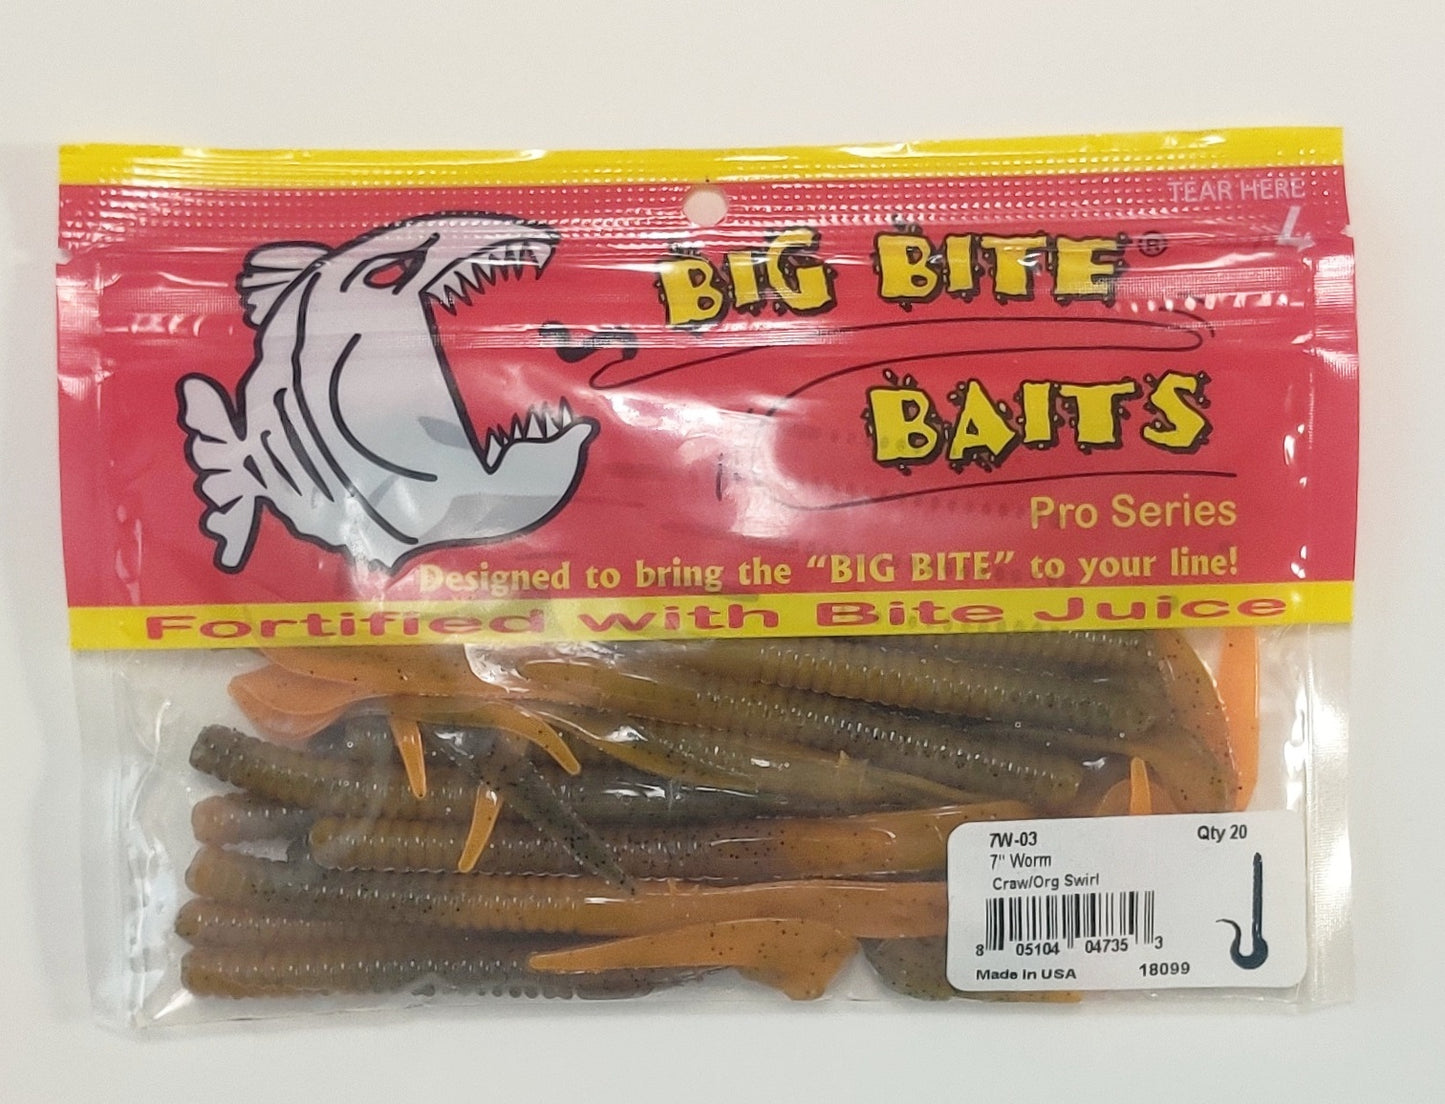 TEAR HERE
BIG BITE®
BAITS
Pro Series
Designed to bring the "BIG BITE" to your line!
Fortified with Bite Juice
7W-03 Qty 20
7" Worm
Craw/Org Swirl
8 05104 04735 3
Made In USA 18099